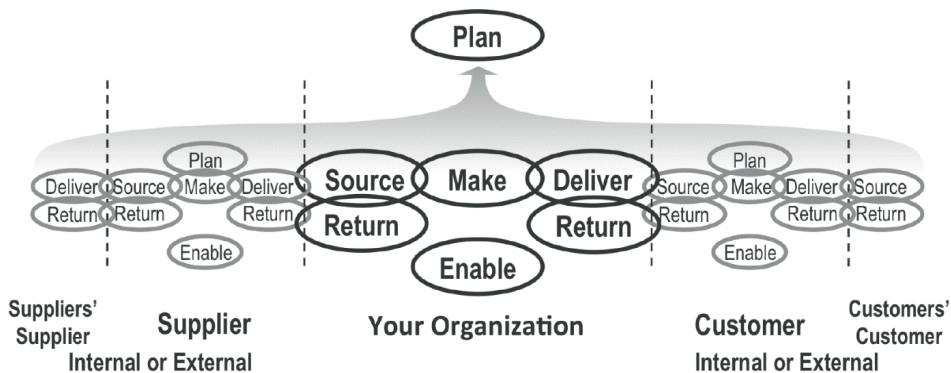 Plan
Plan
Plan
Deliver Source Make Deliver Source Make Deliver Source Make Deliver Source
Return Return Return Return Return Return Return Return
Enable Enable Enable
Suppliers’ Supplier
Supplier
Internal or External
Your Organization
Customer
Internal or External
Customers’ Customer